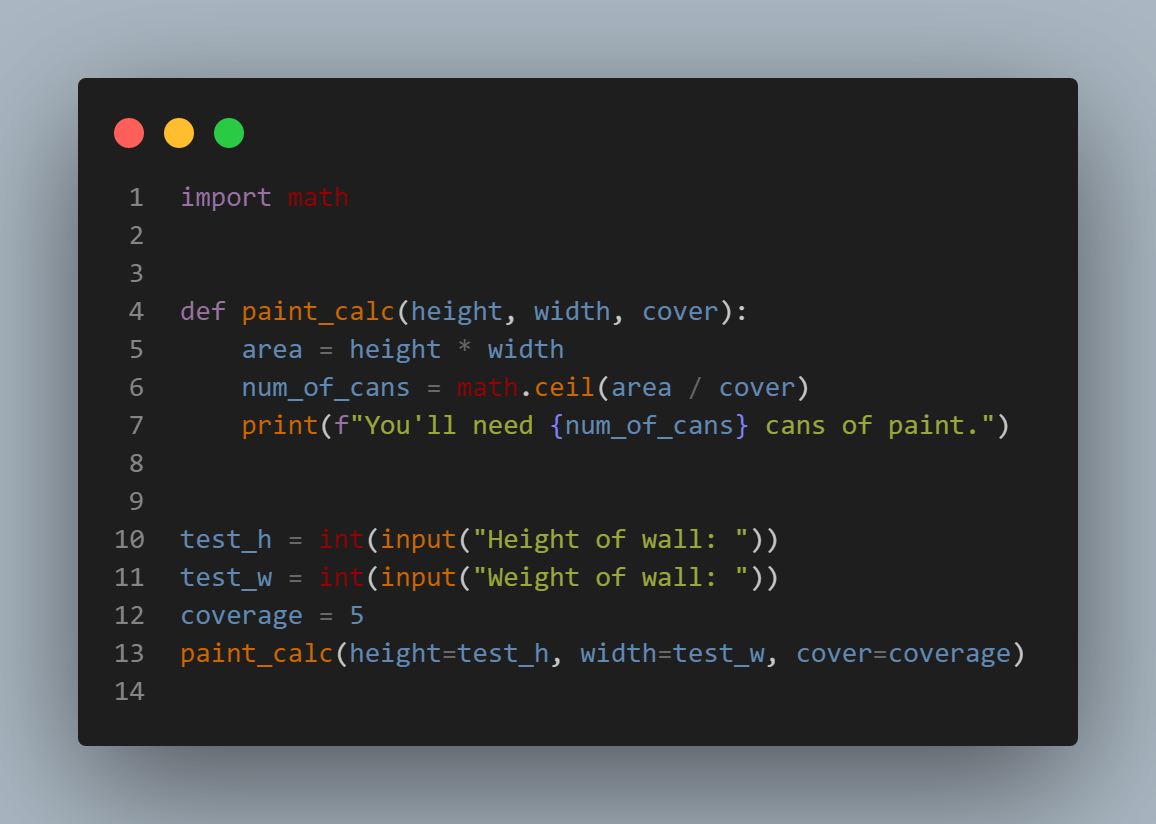 1 import math
2
3
4 def paint_calc(height, width, cover):
5     area = height * width
6     num_of_cans = math.ceil(area / cover)
7     print(f"You'll need {num_of_cans} cans of paint.")
8
9
10 test_h = int(input("Height of wall: "))
11 test_w = int(input("Weight of wall: "))
12 coverage = 5
13 paint_calc(height=test_h, width=test_w, cover=coverage)
14